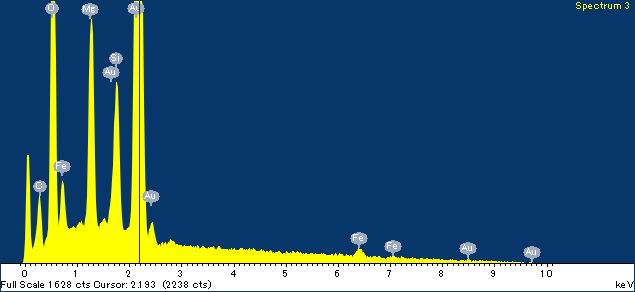 Spectrum 3
O Mg Au
Si
Au
Fe
O Au
Fe Fe Au Au
0 1 2 3 4 5 6 7 8 9 10
Full Scale 1628 cts Cursor: 2.193 (2238 cts) keV